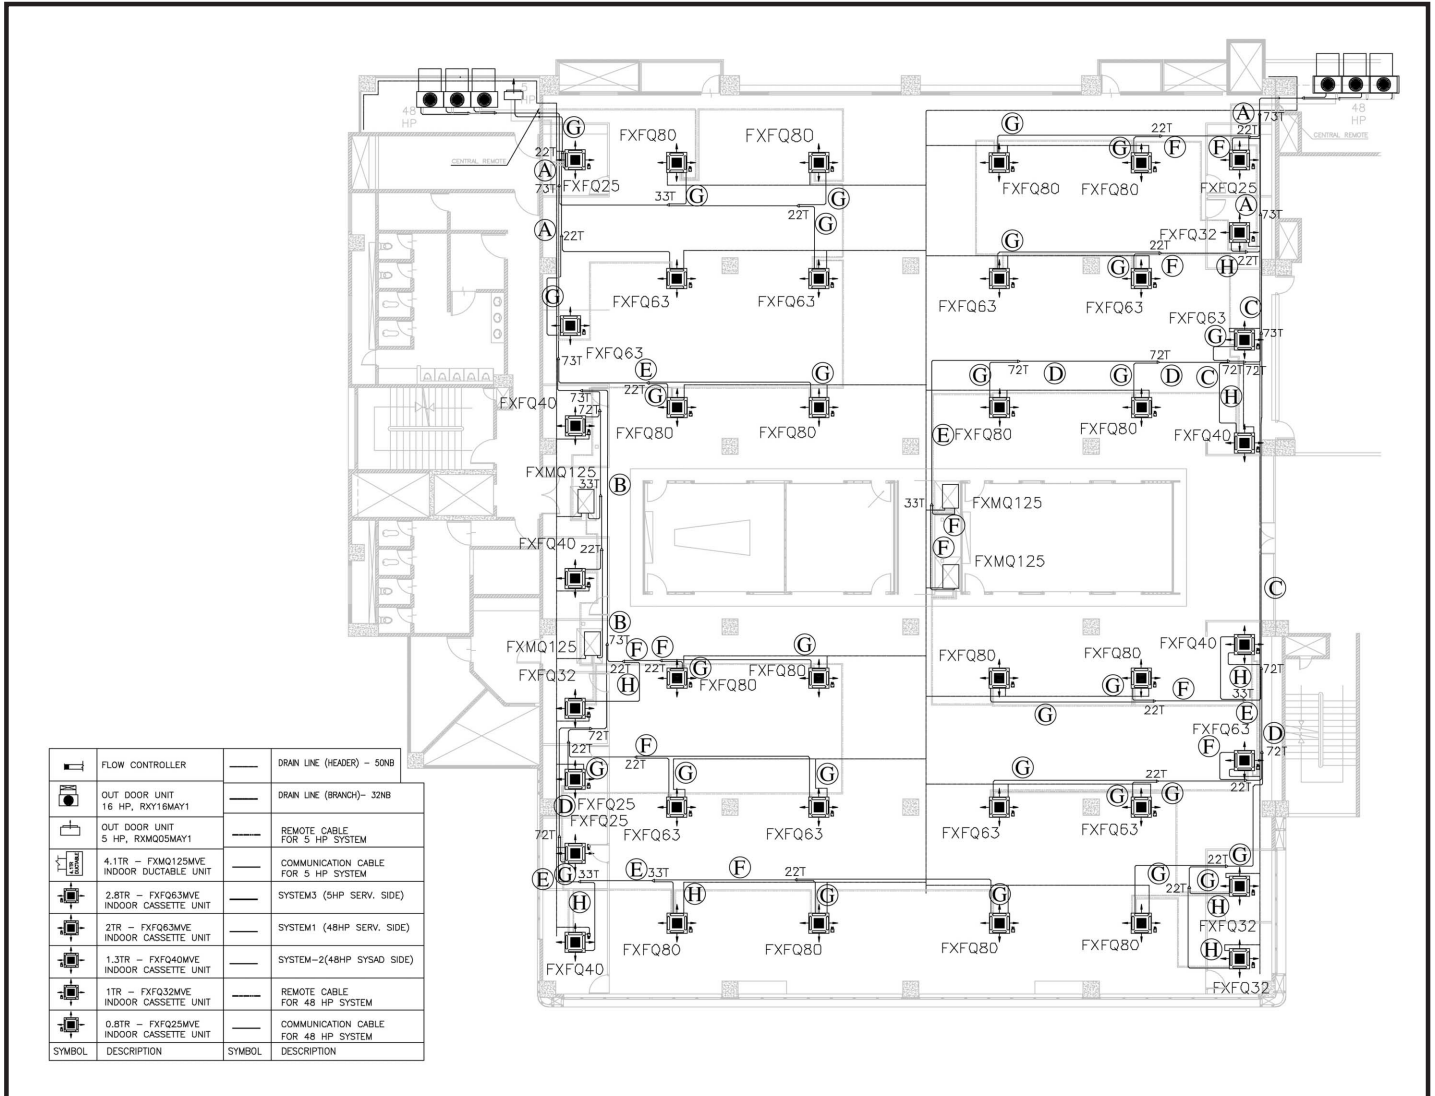 48
HP
5
HP
CENTRAL REMOTE
48
HP
CENTRAL REMOTE
G
22T
A
73T
FXFQ25
FXFQ80
FXFQ80
33T
G
G
22T
G
G
22T
G
F
FXFQ80
FXFQ80
A
73T
22T
F
FXFQ25
A
73T
FXFQ32
A
22T
G
FXFQ63
FXFQ63
FXFQ63
G
22T
G
F
FXFQ63
FXFQ63
22T
H
C
FXFQ63
G
73T
73T
E
22T
G
G
FXFQ80
FXFQ80
72T
D
G
G
72T
D
C
72T
72T
H
E
FXFQ80
FXFQ80
FXFQ40
FXFQ40
73T
72T
FXMQ125
33T
B
33T
FXMQ125
F
F
FXMQ125
FXFQ40
22T
C
B
FXMQ125
73T
F
F
22T
22T
G
G
FXFQ80
FXFQ80
FXFQ32
H
FXFQ80
FXFQ80
G
G
22T
F
FXFQ40
72T
H
33T
E
72T
22T
F
G
G
G
D
FXFQ25
FXFQ25
22T
FXFQ63
FXFQ63
G
22T
G
G
FXFQ63
FXFQ63
FXFQ63
F
D
72T
22T
72T
G
33T
E
H
FXFQ40
E
33T
F
22T
H
G
G
G
FXFQ80
FXFQ80
FXFQ80
FXFQ80
G
22T
G
22T
H
FXFQ32
H
FXFQ32
FLOW CONTROLLER
DRAIN LINE (HEADER) – 50NB
OUT DOOR UNIT
16 HP, RXY16MAY1
DRAIN LINE (BRANCH)– 32NB
OUT DOOR UNIT
5 HP, RXMQ05MAY1
REMOTE CABLE
FOR 5 HP SYSTEM
4.1TR
DUCTABLE
4.1TR – FXMQ125MVE
INDOOR DUCTABLE UNIT
COMMUNICATION CABLE
FOR 5 HP SYSTEM
2.8TR – FXFQ63MVE
INDOOR CASSETTE UNIT
SYSTEM3 (5HP SERV. SIDE)
2TR – FXFQ63MVE
INDOOR CASSETTE UNIT
SYSTEM1 (48HP SERV. SIDE)
1.3TR – FXFQ40MVE
INDOOR CASSETTE UNIT
SYSTEM–2(48HP SYSAD SIDE)
1TR – FXFQ32MVE
INDOOR CASSETTE UNIT
REMOTE CABLE
FOR 48 HP SYSTEM
0.8TR – FXFQ25MVE
INDOOR CASSETTE UNIT
COMMUNICATION CABLE
FOR 48 HP SYSTEM
SYMBOL DESCRIPTION SYMBOL DESCRIPTION